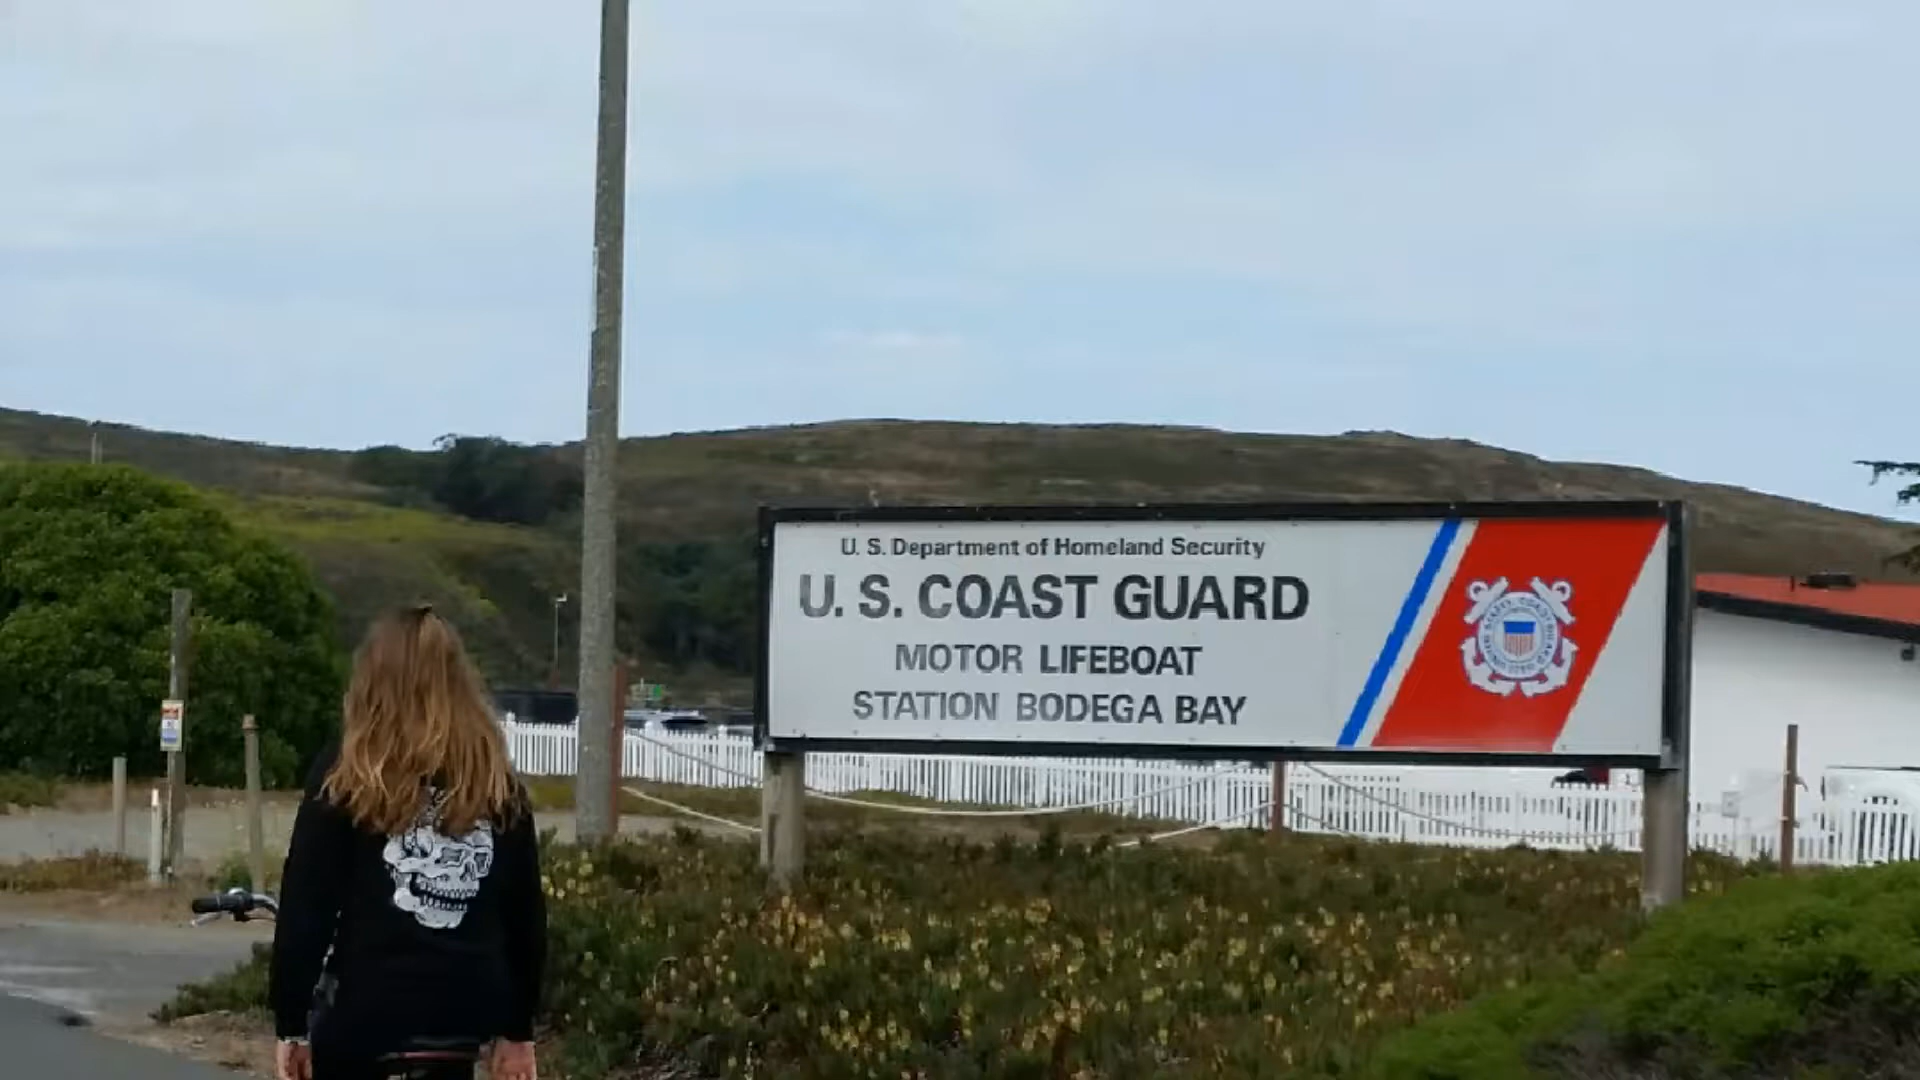 U. S. Department of Homeland Security
U. S. COAST GUARD
MOTOR LIFEBOAT
STATION BODEGA BAY